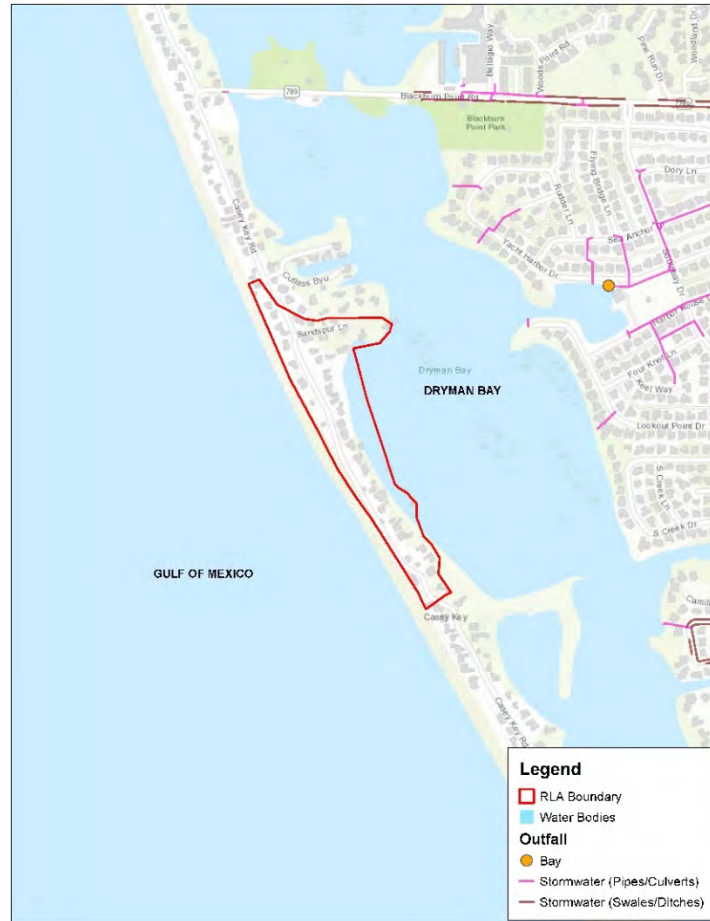 Bellagio Way
Woods Point Rd
Pine Run Dr
789
Blackburn Point Rd
789
Blackburn
Point Park
Dory Ln
Flying Bridge Ln
Rudder Ln
Sea Anchor
Yacht Harbor Dr
Casey Key Rd
Cutlass Byu
Sandspur Ln
Dryman Bay
DRYMAN BAY
Four Knot Ln
Keel Way
Lookout Point Dr
S Creek Ln
S Creek Dr
GULF OF MEXICO
Casey Key
Casey Key Rd
Legend
RLA Boundary
Water Bodies
Outfall
Bay
Stormwater (Pipes/Culverts)
Stormwater (Swales/Ditches)